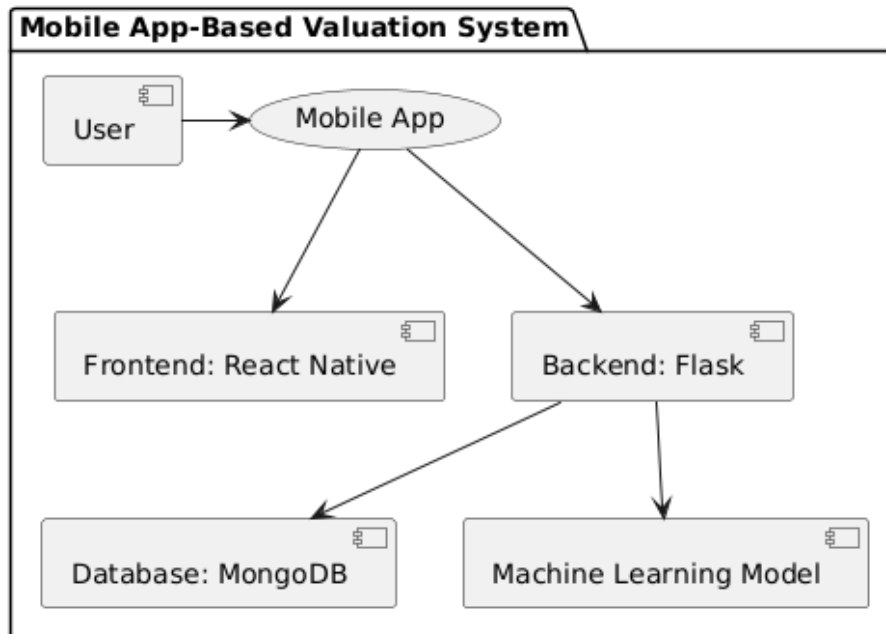 Mobile App-Based Valuation System
User
Mobile App
Frontend: React Native
Backend: Flask
Database: MongoDB
Machine Learning Model